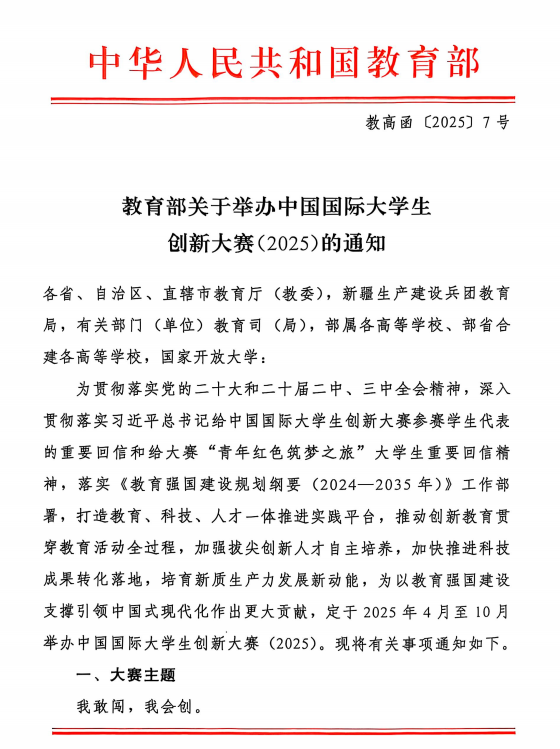 中华人民共和国教育部
教高函〔2025〕7 号
教育部关于举办中国国际大学生
创新大赛（2025）的通知
各省、自治区、直辖市教育厅（教委），新疆生产建设兵团教育
局，有关部门（单位）教育司（局），部属各高等学校、部省合
建各高等学校，国家开放大学：
为贯彻落实党的二十大和二十届二中、三中全会精神，深入
贯彻落实习近平总书记给中国国际大学生创新大赛参赛学生代表
的重要回信和给大赛“青年红色筑梦之旅”大学生重要回信精
神，落实《教育强国建设规划纲要（2024—2035 年）》工作部
署，打造教育、科技、人才一体推进实践平台，推动创新教育贯
穿教育活动全过程，加强拔尖创新人才自主培养，加快推进科技
成果转化落地，培育新质生产力发展新动能，为以教育强国建设
支撑引领中国式现代化作出更大贡献，定于 2025 年 4 月至 10 月
举办中国国际大学生创新大赛（2025）。现将有关事项通知如下。
一、大赛主题
我敢闯，我会创。